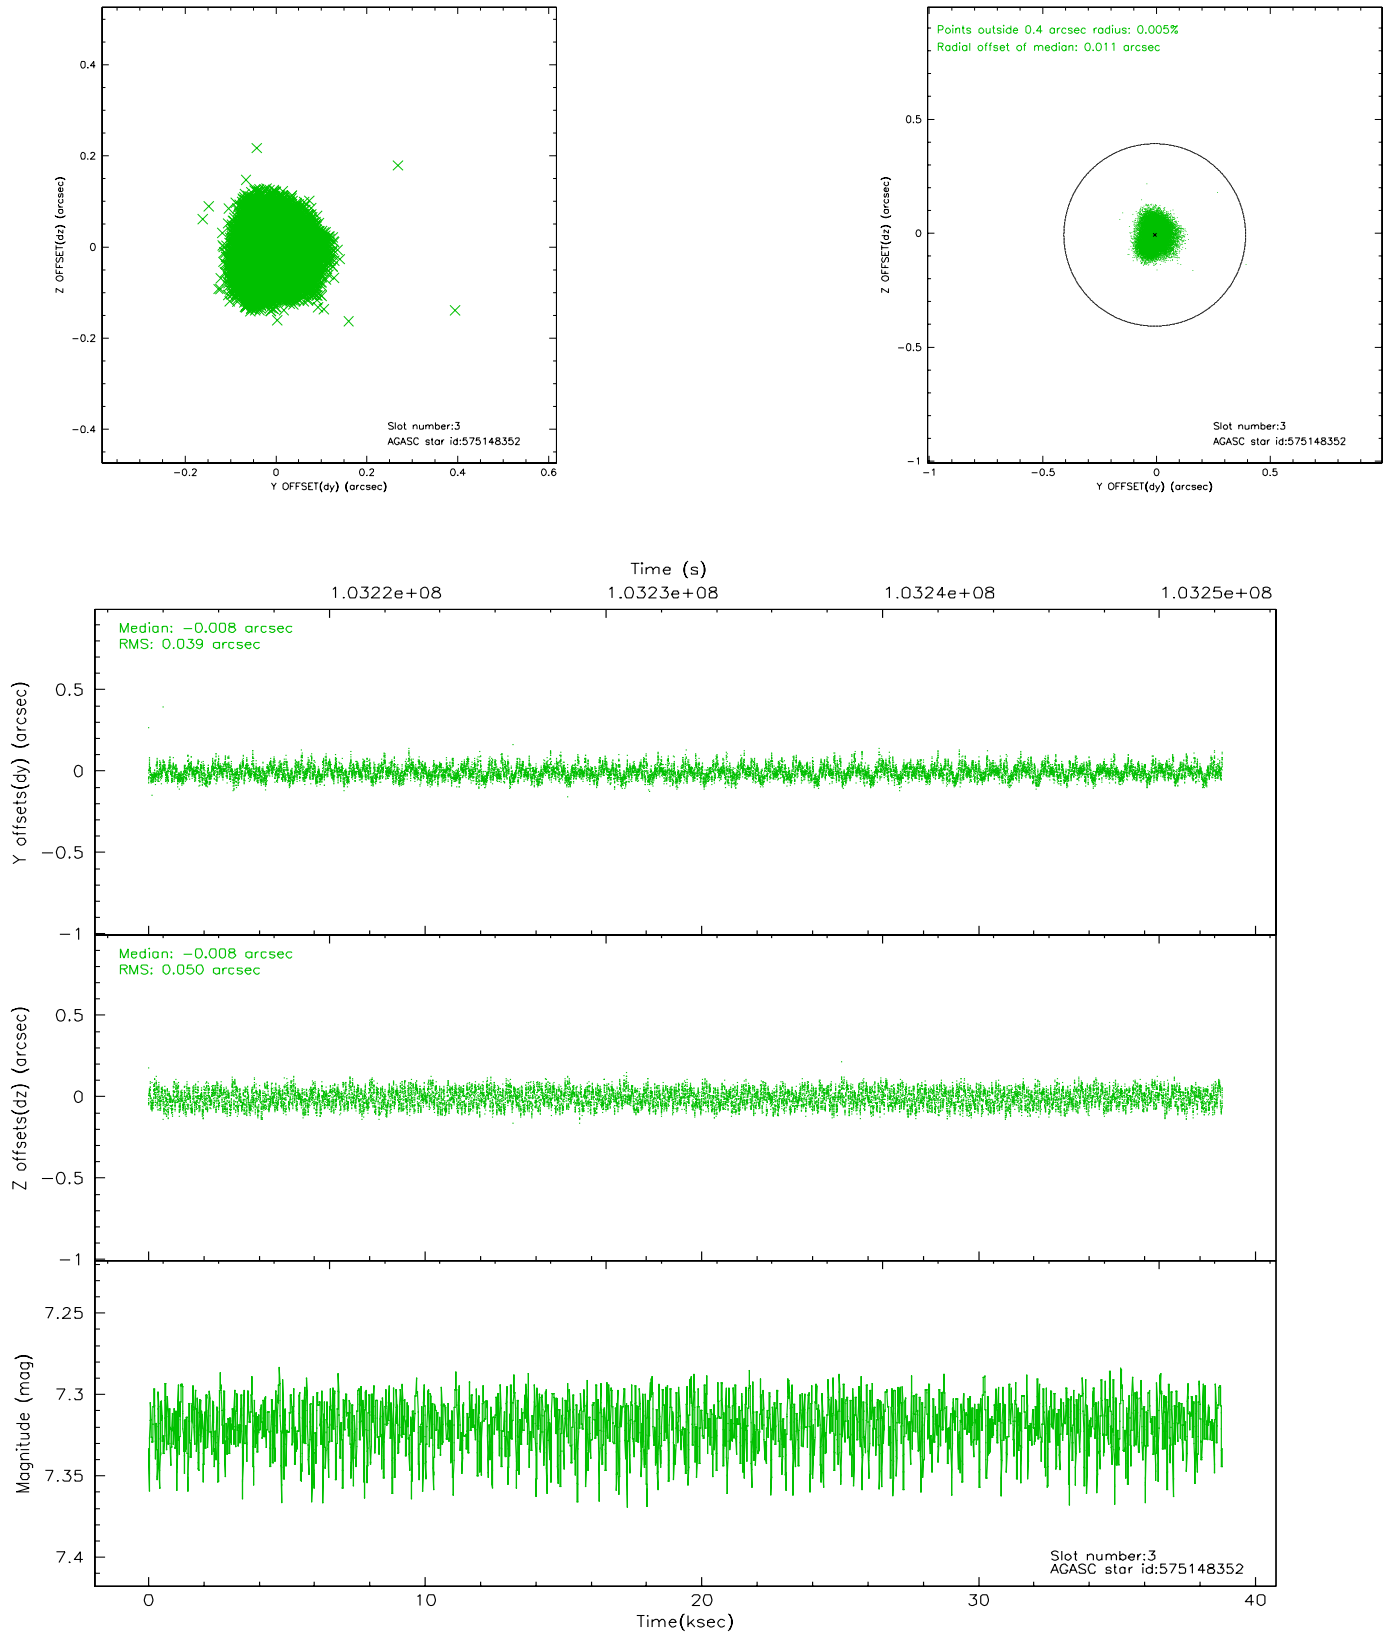 0.4
0.2
0
−0.2
−0.4
Z OFFSET(dz) (arcsec)
Slot number:3
AGASC star id:575148352
−0.2 0 0.2 0.4 0.6
Y OFFSET(dy) (arcsec)
Points outside 0.4 arcsec radius: 0.005%
Radial offset of median: 0.011 arcsec
0.5
0
−0.5
−1
Z OFFSET(dz) (arcsec)
Slot number:3
AGASC star id:575148352
−1 −0.5 0 0.5
Y OFFSET(dy) (arcsec)
Time (s)
1.0322e+08 1.0323e+08 1.0324e+08 1.0325e+08
Median: −0.008 arcsec
RMS: 0.039 arcsec
0.5
0
−0.5
−1
Y offsets(dy) (arcsec)
Median: −0.008 arcsec
RMS: 0.050 arcsec
0.5
0
−0.5
−1
Z offsets(dz) (arcsec)
7.25
7.3
7.35
7.4
Magnitude (mag)
Slot number:3
AGASC star id:575148352
0 10 20 30 40
Time(ksec)